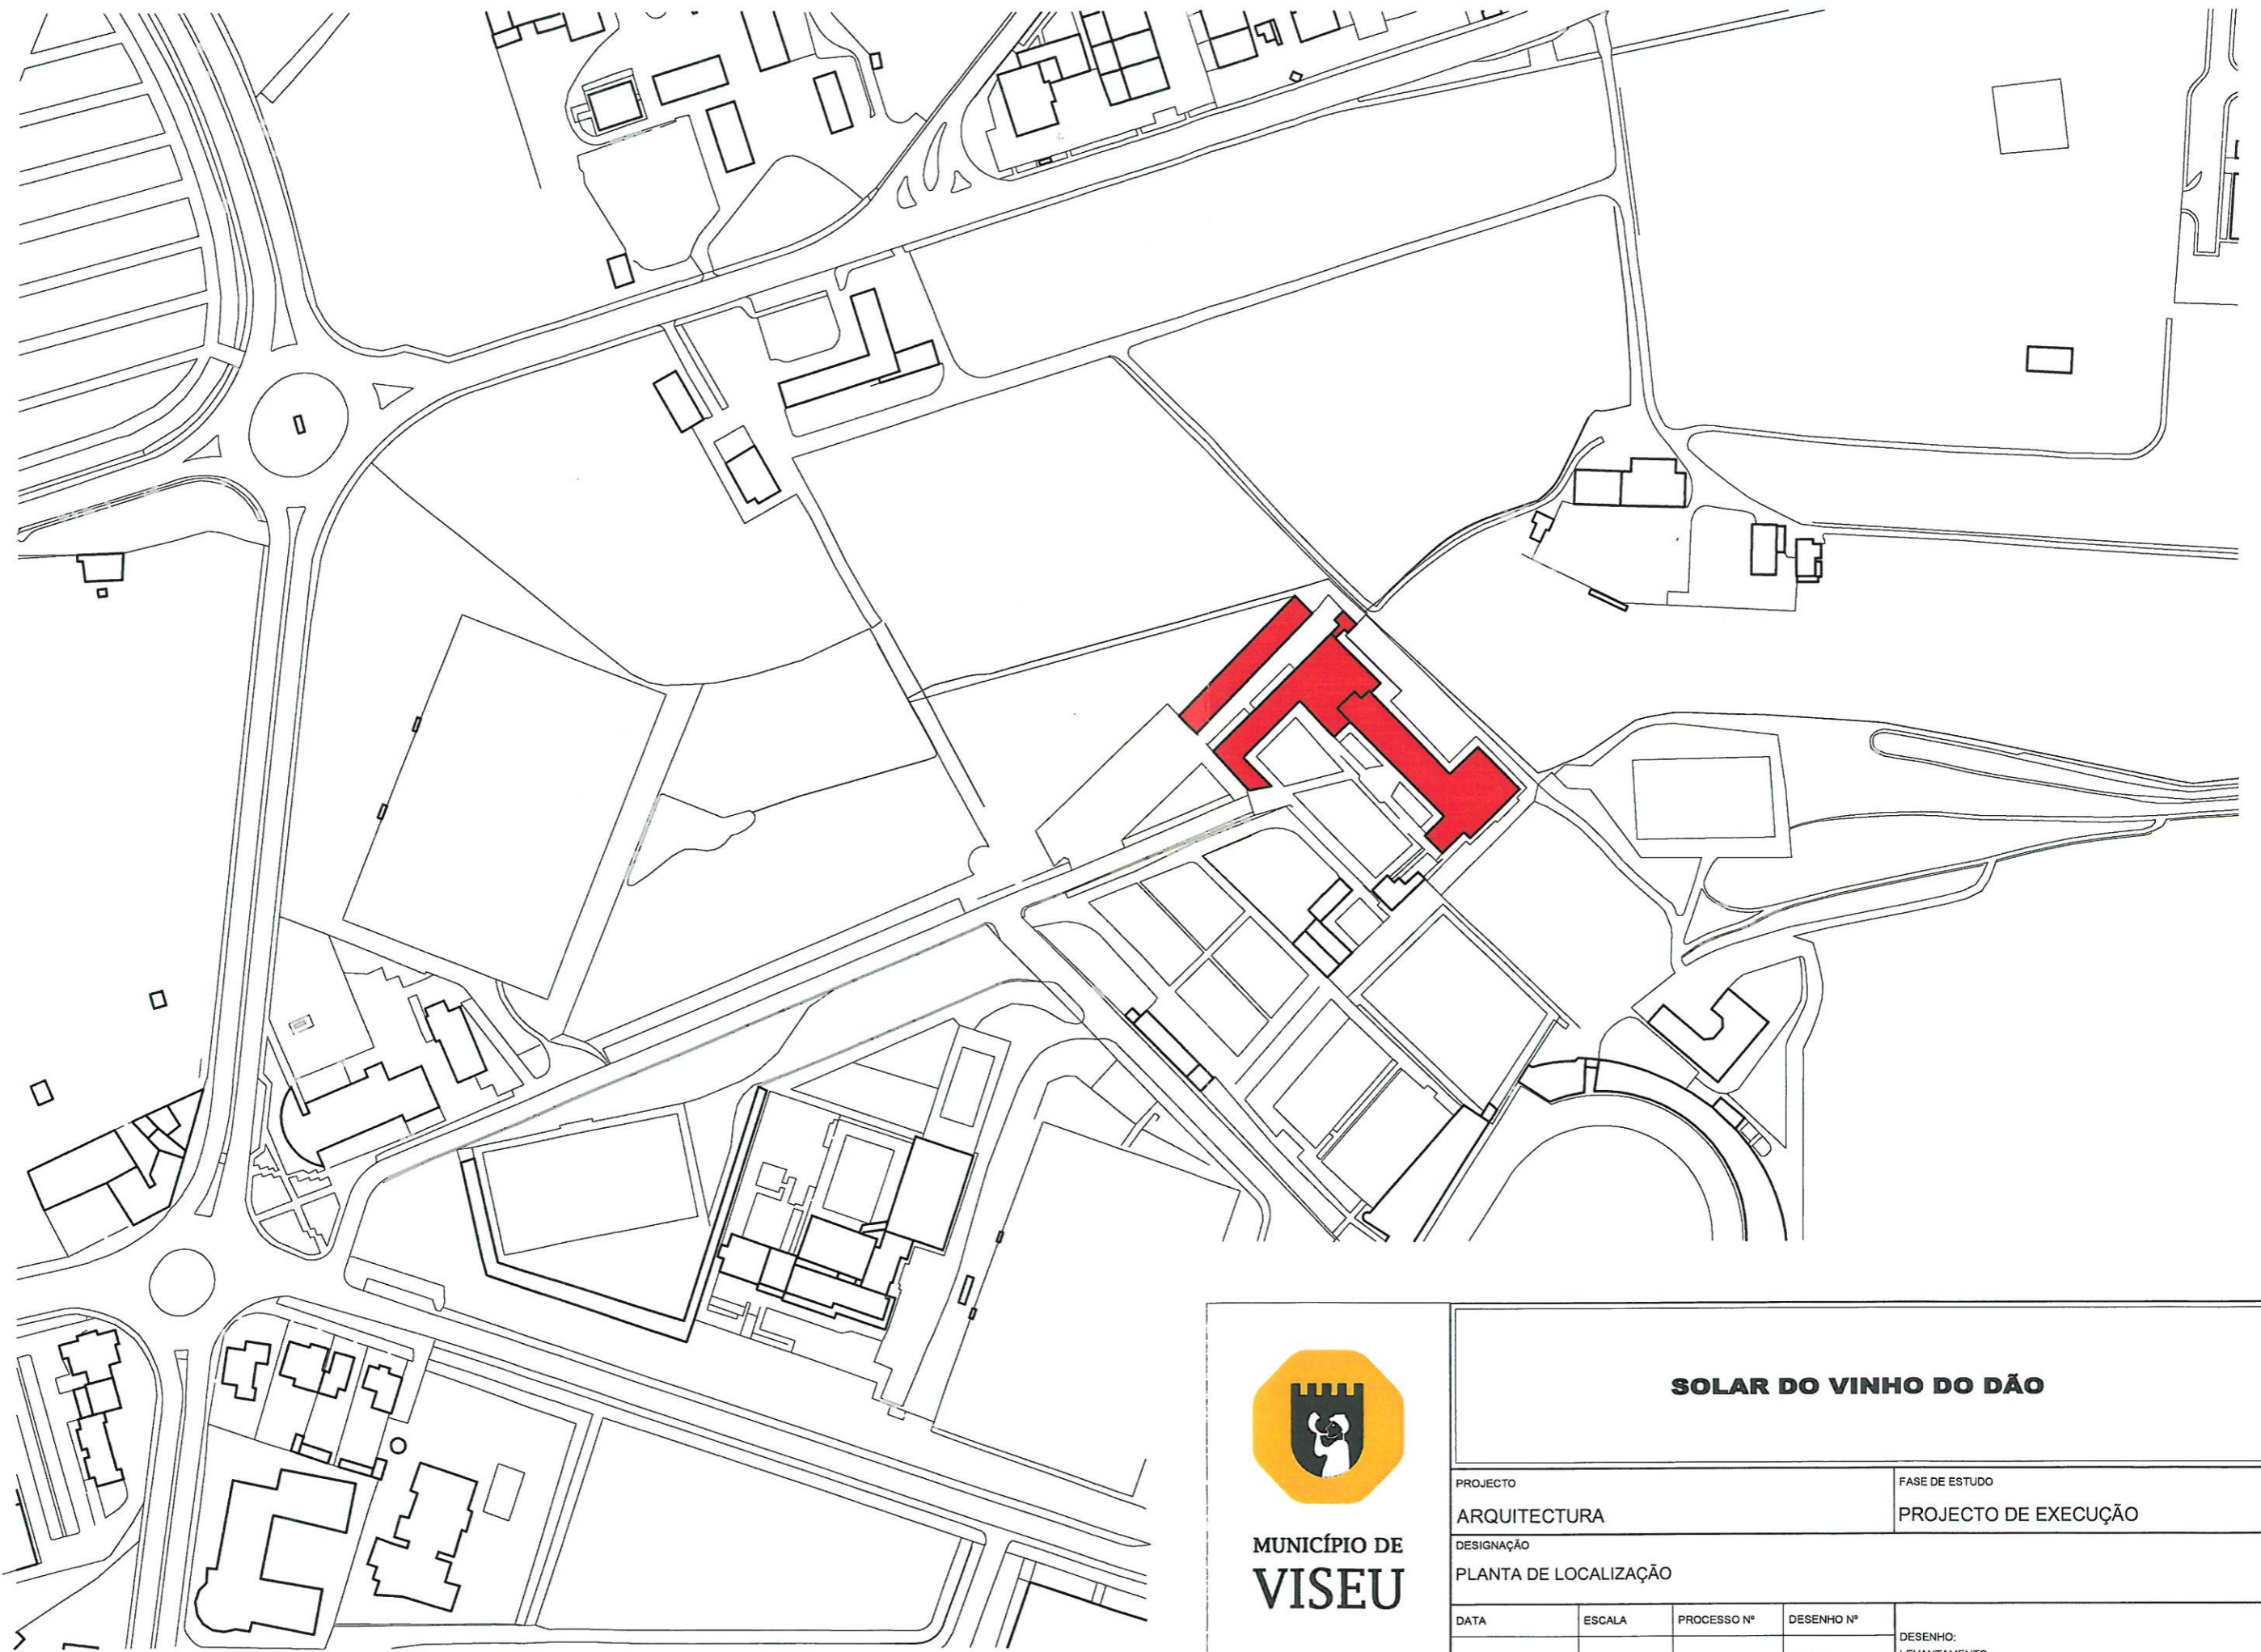 SOLAR DO VINHO DO DÃO
PROJECTO
ARQUITECTURA
FASE DE ESTUDO
PROJECTO DE EXECUÇÃO
MUNICÍPIO DE
VISEU
DESIGNAÇÃO
PLANTA DE LOCALIZAÇÃO
DATA
ESCALA
PROCESSO Nº
DESENHO Nº
DESENHO:
LEVANTAMENTO